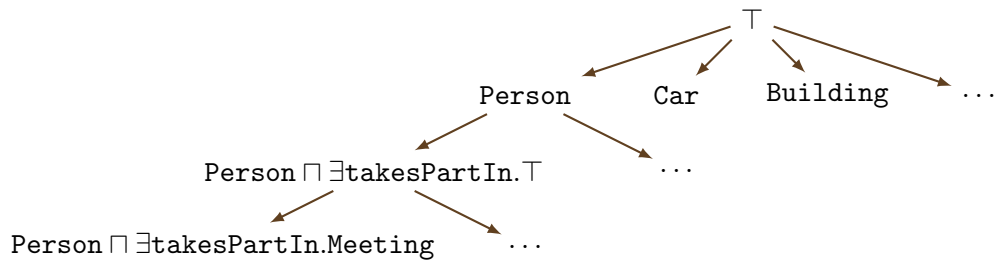 ⊤
Person Car Building ...
Person ⊓ ∃takesPartIn.⊤ ...
Person ⊓ ∃takesPartIn.Meeting ...